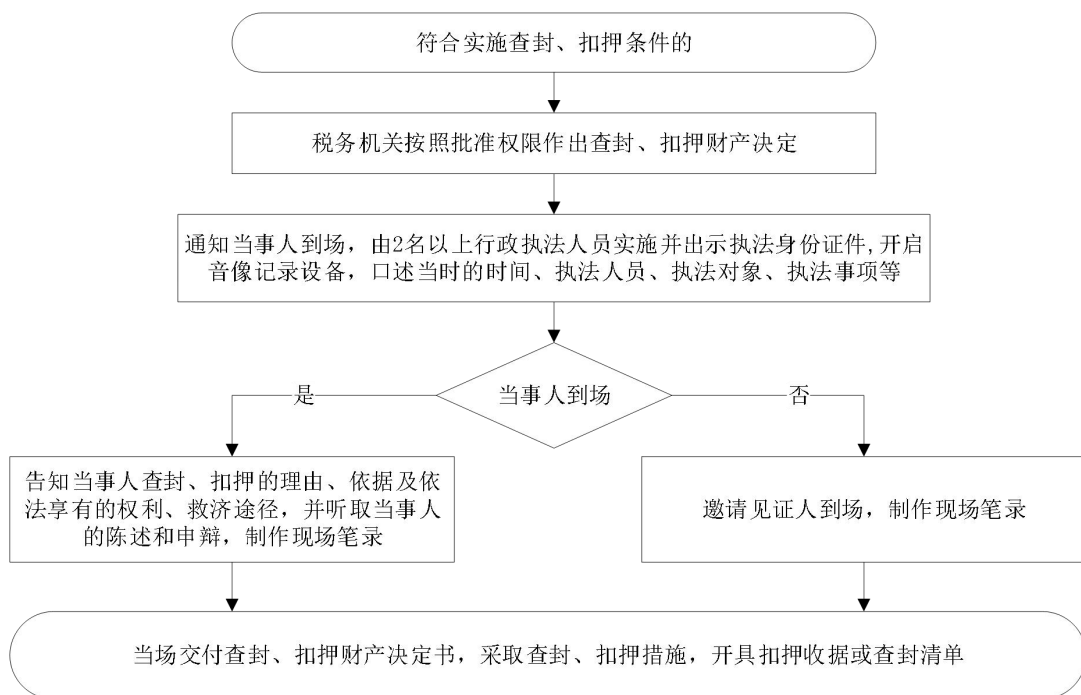 符合实施查封、扣押条件的
税务机关按照批准权限作出查封、扣押财产决定
通知当事人到场，由2名以上行政执法人员实施并出示执法身份证件,开启
音像记录设备，口述当时的时间、执法人员、执法对象、执法事项等
当事人到场
是
否
告知当事人查封、扣押的理由、依据及依
法享有的权利、救济途径，并听取当事人
的陈述和申辩，制作现场笔录
邀请见证人到场，制作现场笔录
当场交付查封、扣押财产决定书，采取查封、扣押措施，开具扣押收据或查封清单